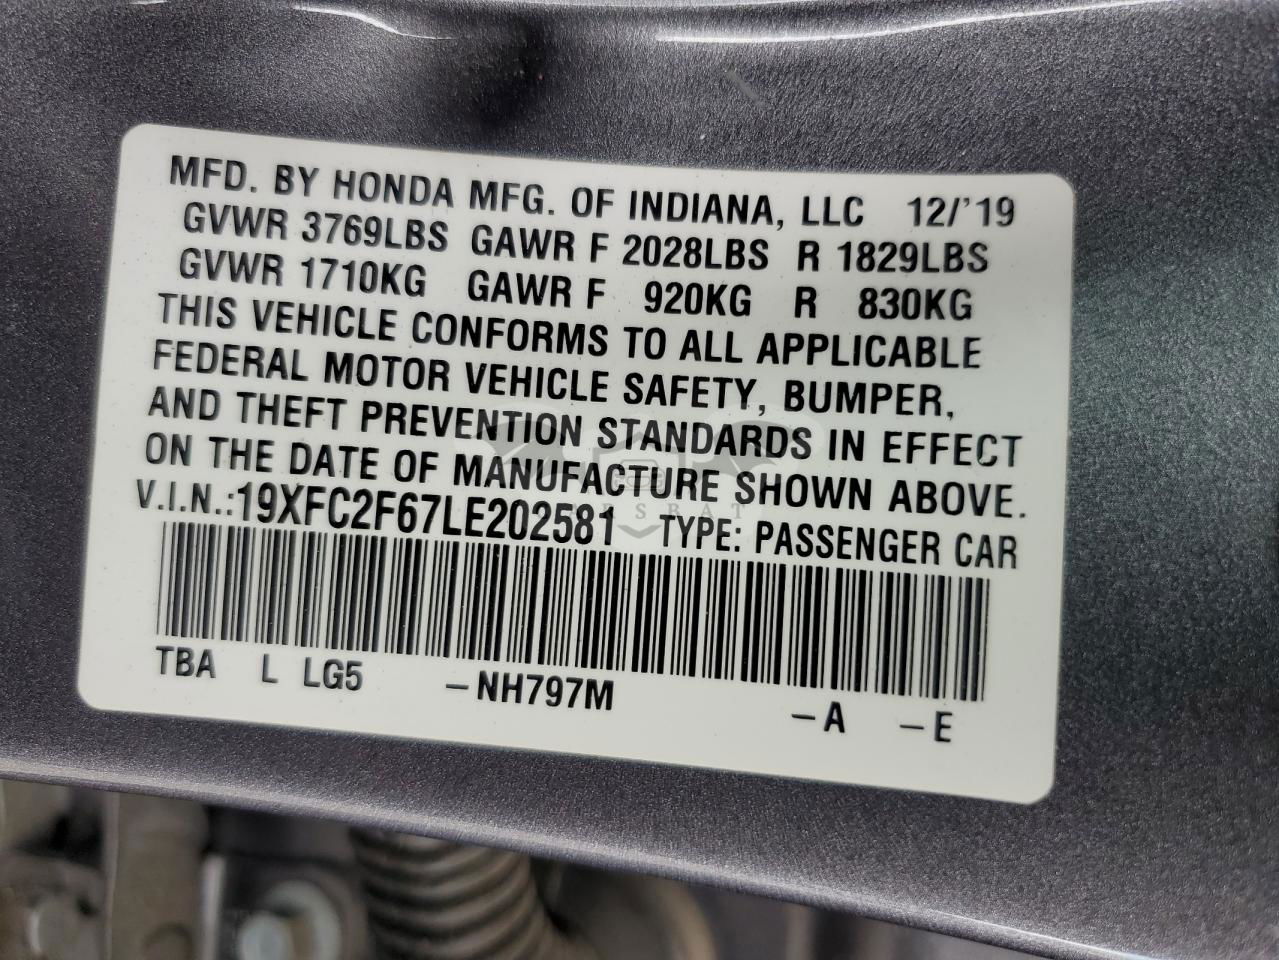 MFD. BY HONDA MFG. OF INDIANA, LLC 12/'19
GVWR 3769LBS GAWR F 2028LBS R 1829LBS
GVWR 1710KG GAWR F 920KG R 830KG
THIS VEHICLE CONFORMS TO ALL APPLICABLE
FEDERAL MOTOR VEHICLE SAFETY, BUMPER,
AND THEFT PREVENTION STANDARDS IN EFFECT
ON THE DATE OF MANUFACTURE SHOWN ABOVE.
V.I.N.:19XFC2F67LE202581 TYPE: PASSENGER CAR
TBA L LG5 -NH797M -A -E